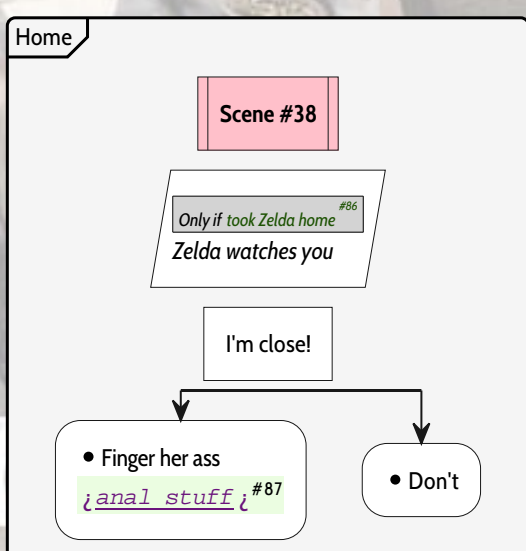 Home
Scene #38
Only if took Zelda home #86
Zelda watches you
I'm close!
• Finger her ass
¿anal stuff¿ #87
• Don't